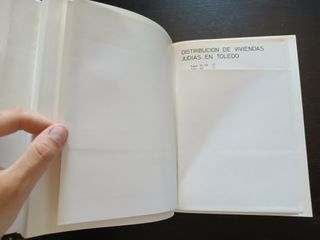 DISTRIBUCION DE VIVIENDAS
JUDIAS EN TOLEDO